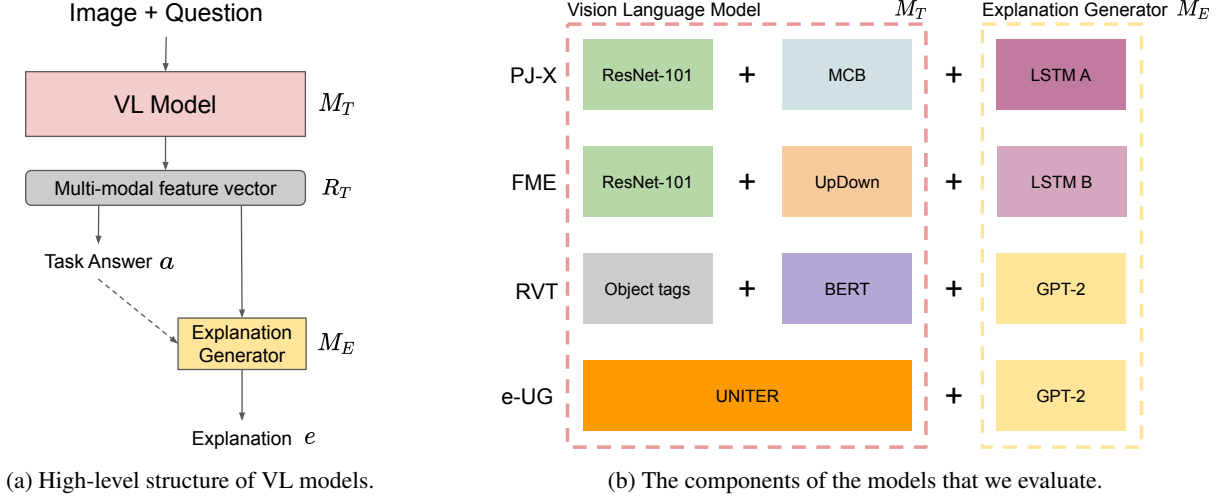 Image + Question
VL Model M_T
Multi-modal feature vector R_T
Task Answer a
Explanation
Generator M_E
Explanation e
(a) High-level structure of VL models.
Vision Language Model M_T Explanation Generator M_E
PJ-X ResNet-101 + MCB + LSTM A
FME ResNet-101 + UpDown + LSTM B
RVT Object tags + BERT + GPT-2
e-UG UNITER + GPT-2
(b) The components of the models that we evaluate.